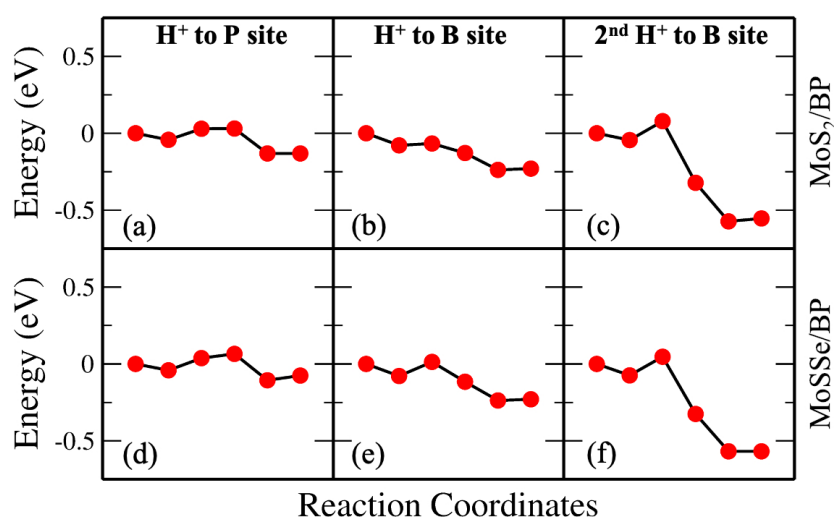 H⁺ to P site
H⁺ to B site
2ⁿᵈ H⁺ to B site
Energy (eV)
0.5
0
-0.5
(a)
(b)
(c)
MoS₂/BP
Energy (eV)
0.5
0
-0.5
(d)
(e)
(f)
MoSSe/BP
Reaction Coordinates